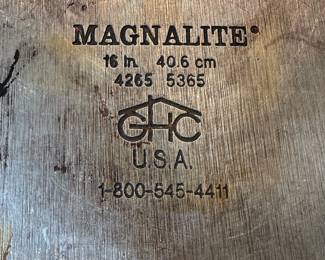 MAGNALITE®
16 in. 40.6 cm
4265 5365
GHC
U.S.A.
1-800-545-4411